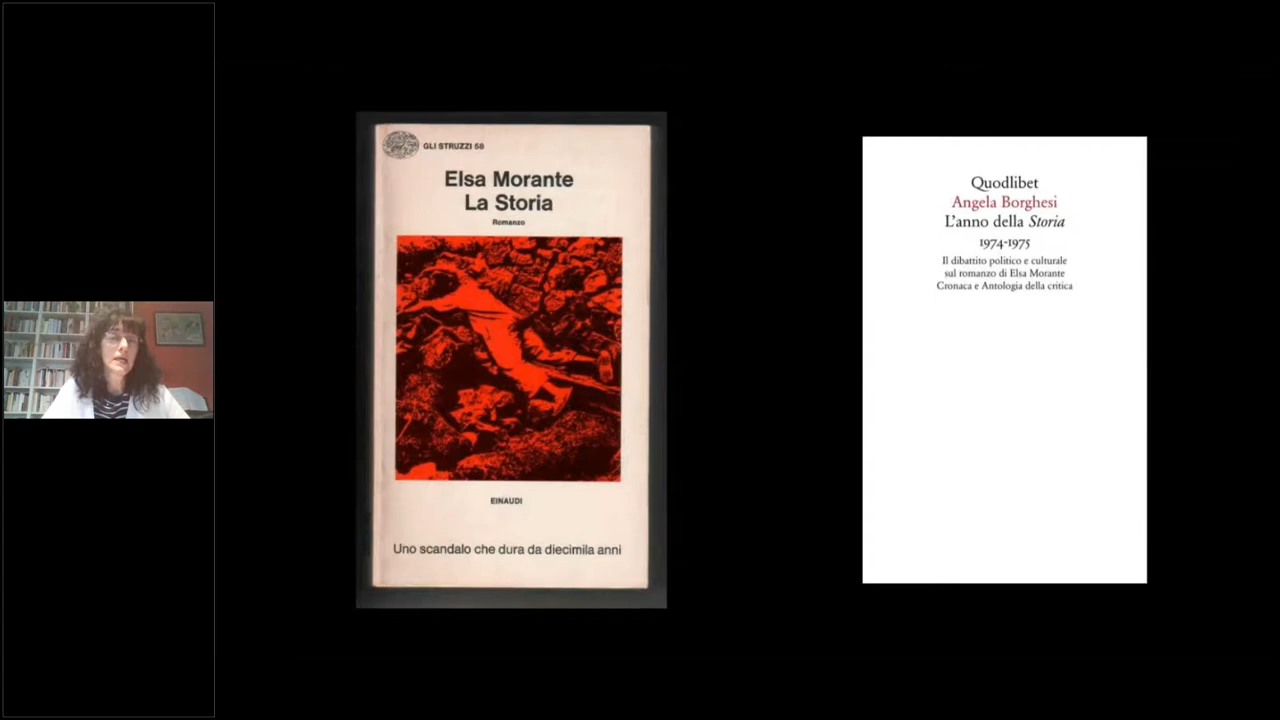 GLI STRUZZI 58
Elsa Morante
La Storia
Romanzo
EINAUDI
Uno scandalo che dura da diecimila anni
Quodlibet
Angela Borghesi
L'anno della Storia
1974-1975
Il dibattito politico e culturale
sul romanzo di Elsa Morante
Cronaca e Antologia della critica